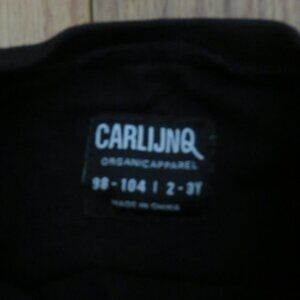 CARLIJNQ
ORGANICAPPAREL
98-104 | 2-3Y
MADE IN CHINA